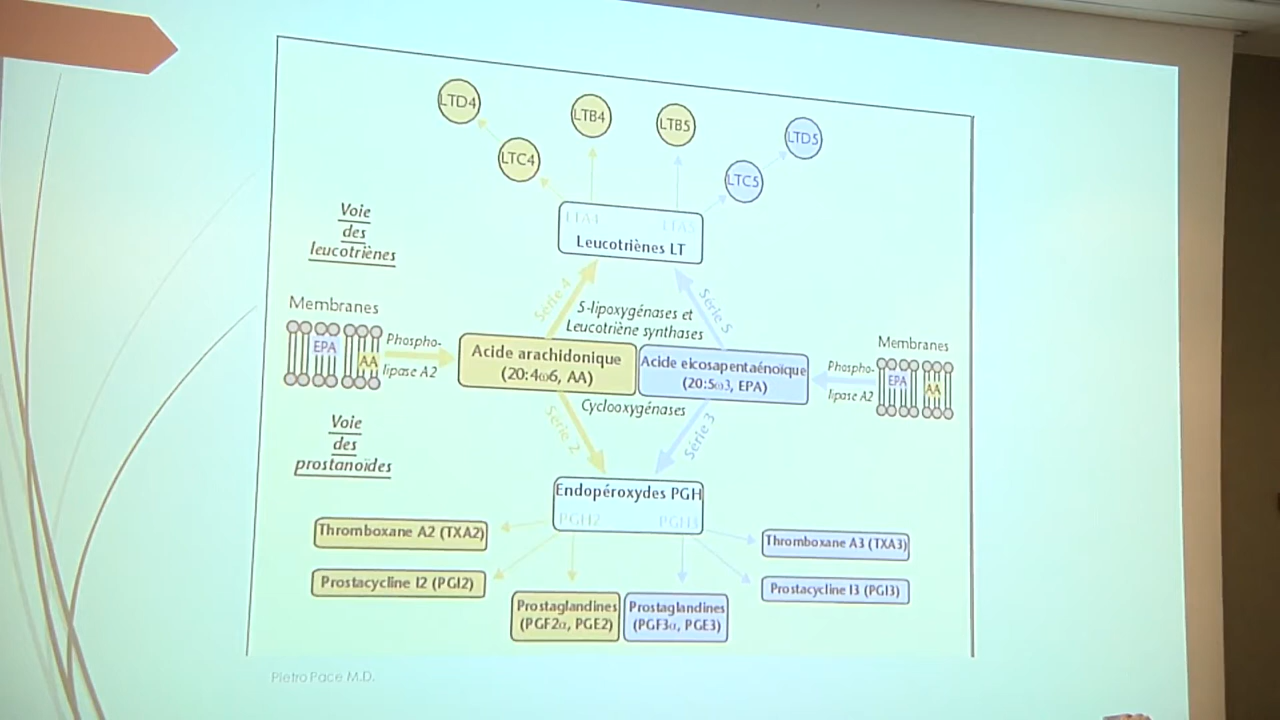 LTD4
LTB4
LTB5
LTD5
LTC4
LTC5
Voie
des
leucotriènes
LTA4 LTA5
Leucotriènes LT
Série 4
Série 5
5-lipoxygénases et
Leucotriène synthases
Membranes
EPA
AA
Phospho-
lipase A2
Acide arachidonique
(20:4ω6, AA)
Acide eicosapentaénoïque
(20:5ω3, EPA)
Membranes
Phospho-
lipase A2
EPA
AA
Cyclooxygénases
Série 2
Série 3
Voie
des
prostanoïdes
Endopéroxydes PGH
PGH2 PGH3
Thromboxane A2 (TXA2)
Thromboxane A3 (TXA3)
Prostacycline I2 (PGI2)
Prostacycline I3 (PGI3)
Prostaglandines
(PGF2α, PGE2)
Prostaglandines
(PGF3α, PGE3)
Pietro Pace M.D.